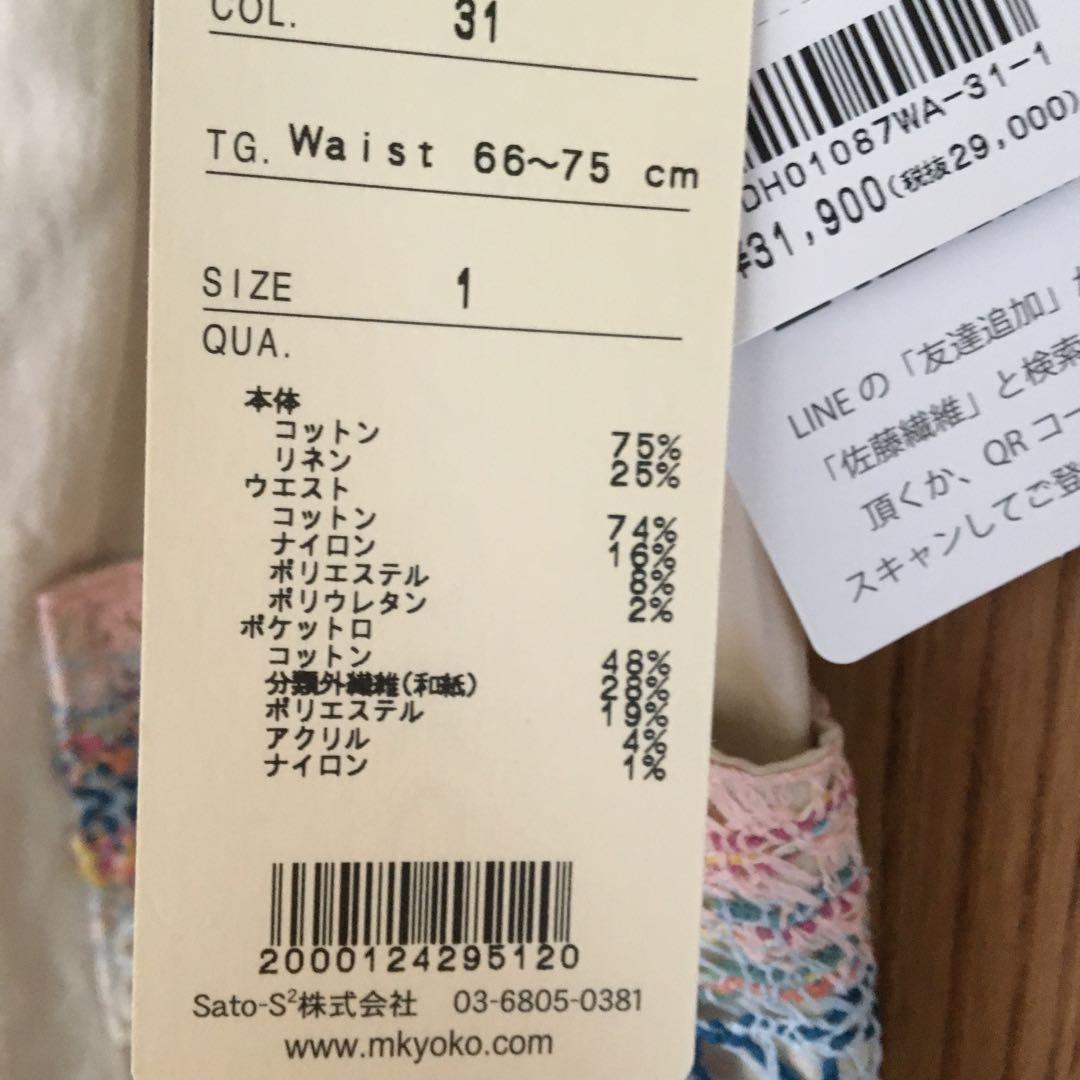 COL. 31
TG. Waist 66~75 cm
SIZE 1
QUA.
本体
コットン 75%
リネン 25%
ウエスト
コットン 74%
ナイロン 16%
ポリエステル 8%
ポリウレタン 2%
ポケット口
コットン 48%
分類外繊維(和紙) 28%
ポリエステル 19%
アクリル 4%
ナイロン 1%
2000124295120
Sato-S²株式会社 03-6805-0381
www.mkyoko.com
DH01087WA-31-1
¥31,900(税抜29,000)
LINEの「友達追加」か
「佐藤繊維」と検索
頂くか、QRコー
スキャンしてご登